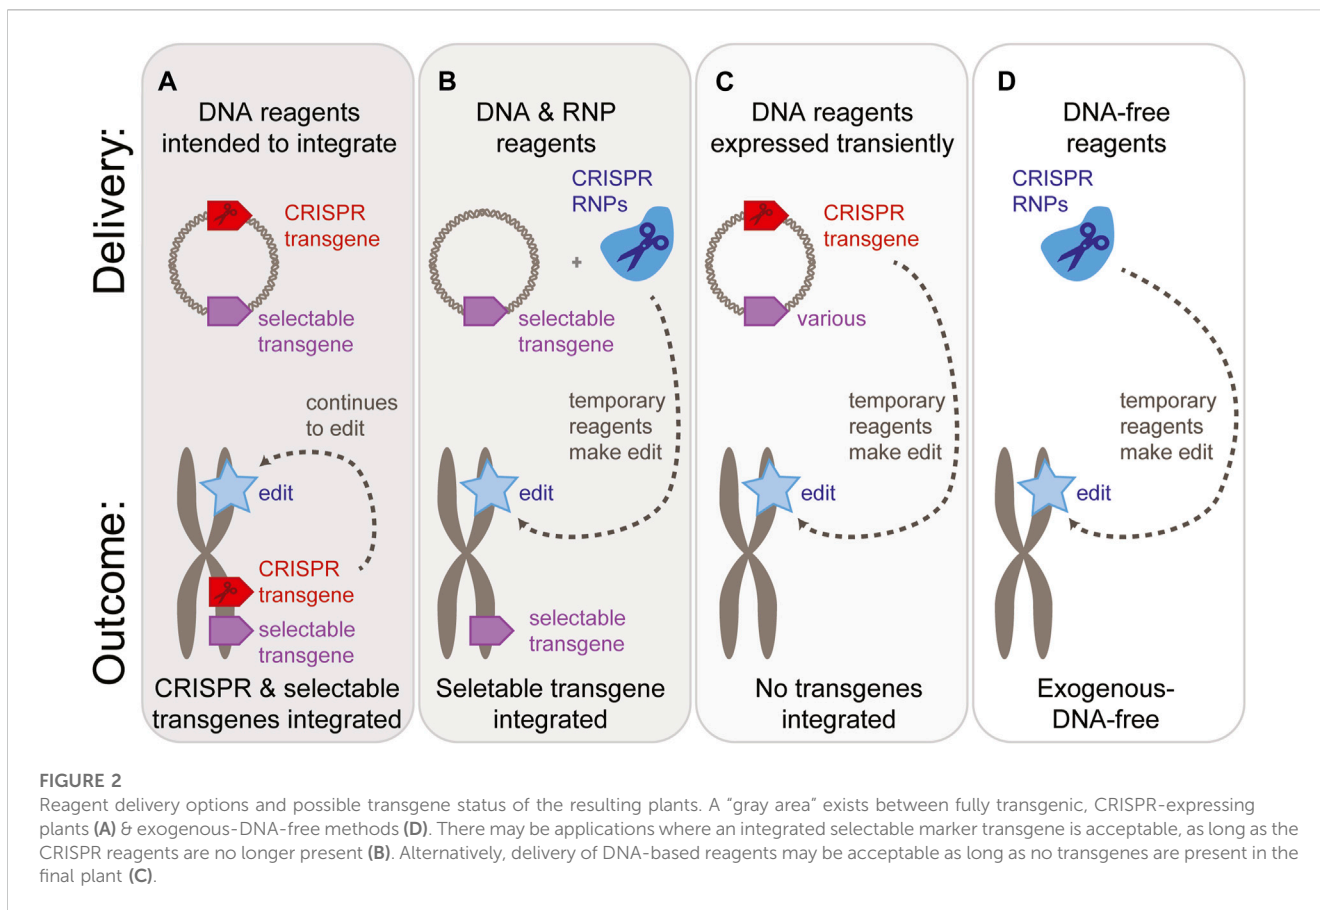 Delivery:
Outcome:
A
DNA reagents
intended to integrate
CRISPR
transgene
selectable
transgene
continues
to edit
edit
CRISPR
transgene
selectable
transgene
CRISPR & selectable
transgenes integrated
B
DNA & RNP
reagents
CRISPR
RNPs
+
selectable
transgene
temporary
reagents
make edit
edit
selectable
transgene
Seletable transgene
integrated
C
DNA reagents
expressed transiently
CRISPR
transgene
various
temporary
reagents
make edit
edit
No transgenes
integrated
D
DNA-free
reagents
CRISPR
RNPs
temporary
reagents
make edit
edit
Exogenous-
DNA-free
FIGURE 2
Reagent delivery options and possible transgene status of the resulting plants. A “gray area” exists between fully transgenic, CRISPR-expressing
plants (A) & exogenous-DNA-free methods (D). There may be applications where an integrated selectable marker transgene is acceptable, as long as the
CRISPR reagents are no longer present (B). Alternatively, delivery of DNA-based reagents may be acceptable as long as no transgenes are present in the
final plant (C).